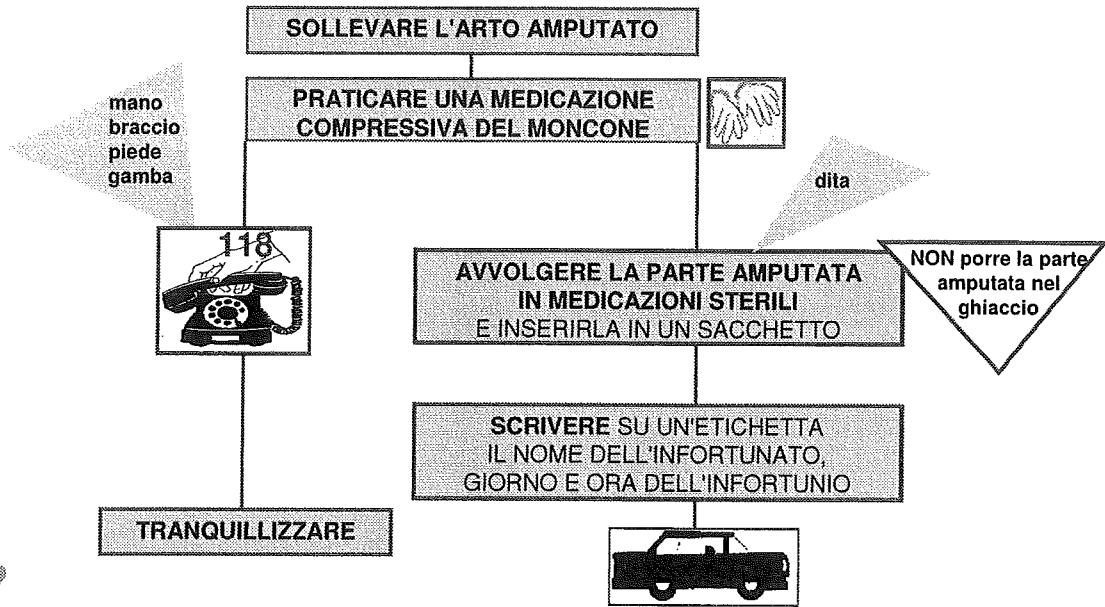 SOLLEVARE L'ARTO AMPUTATO
PRATICARE UNA MEDICAZIONE
COMPRESSIVA DEL MONCONE
mano
braccio
piede
gamba
dita
118
AVVOLGERE LA PARTE AMPUTATA
IN MEDICAZIONI STERILI
E INSERIRLA IN UN SACCHETTO
NON porre la parte
amputata nel
ghiaccio
SCRIVERE SU UN'ETICHETTA
IL NOME DELL'INFORTUNATO,
GIORNO E ORA DELL'INFORTUNIO
TRANQUILLIZZARE